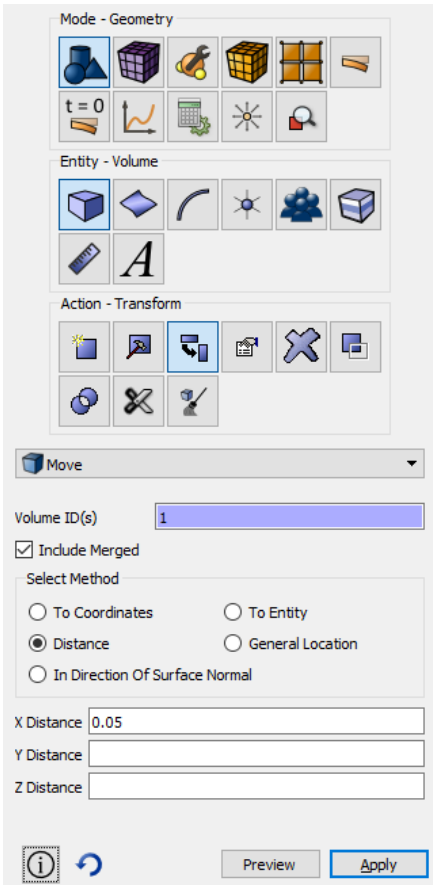 Mode - Geometry
t = 0
Entity - Volume
A
Action - Transform
Move
Volume ID(s) 1
Include Merged
Select Method
To Coordinates To Entity
Distance General Location
In Direction Of Surface Normal
X Distance 0.05
Y Distance
Z Distance
Preview Apply